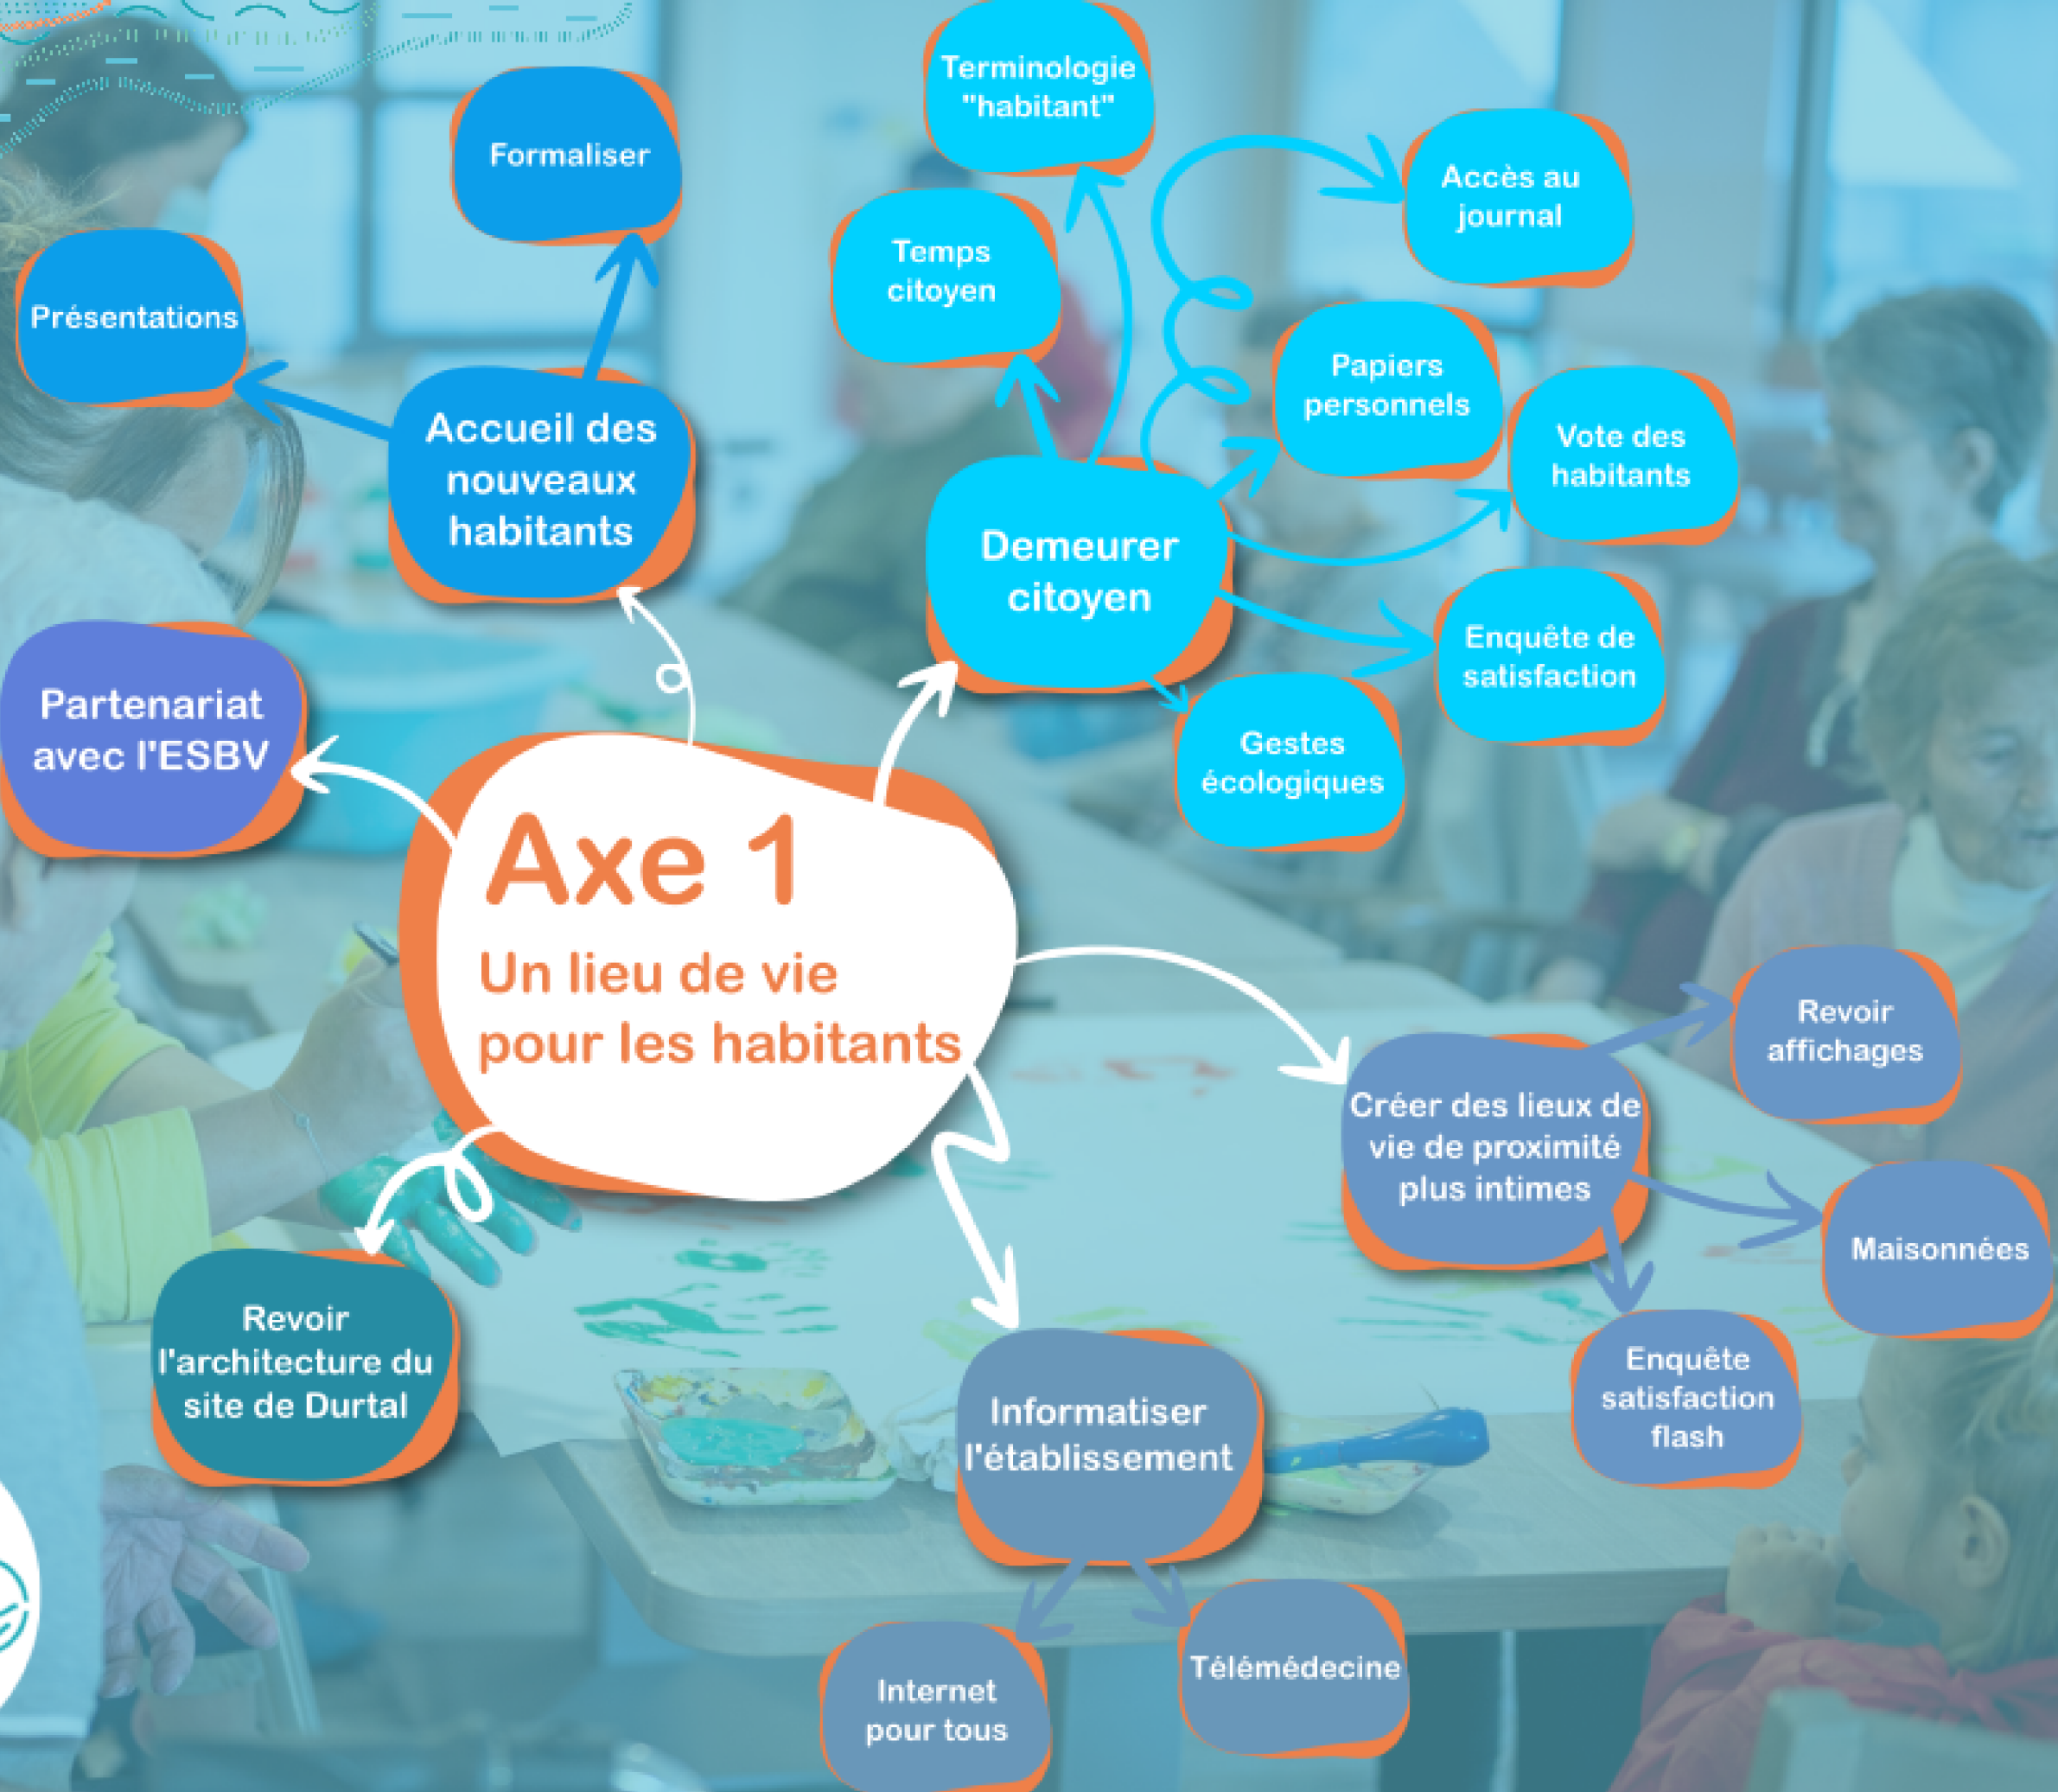 Terminologie
"habitant"
Formaliser
Accès au
journal
Temps
citoyen
Présentations
Papiers
personnels
Vote des
habitants
Accueil des
nouveaux
habitants
Demeurer
citoyen
Enquête de
satisfaction
Partenariat
avec l'ESBV
Gestes
écologiques
Axe 1
Un lieu de vie
pour les habitants
Revoir
affichages
Créer des lieux de
vie de proximité
plus intimes
Maisonnées
Revoir
l'architecture du
site de Durtal
Enquête
satisfaction
flash
Informatiser
l'établissement
Internet
pour tous
Télémédecine